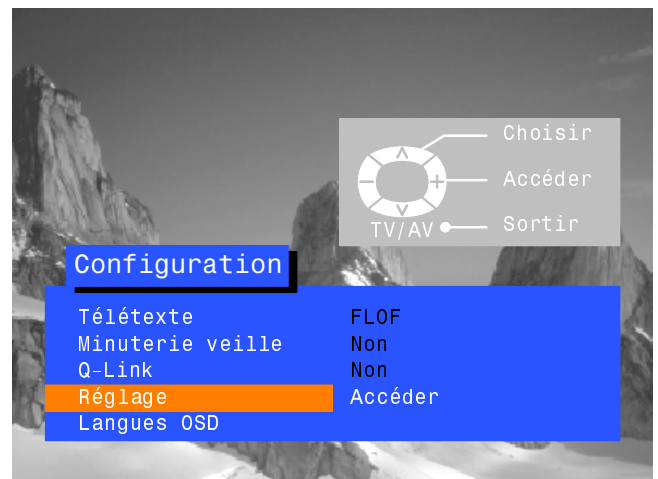 Choisir
Accéder
TV/AV Sortir
Configuration
Télétexte FLOF
Minuterie veille Non
Q-Link Non
Réglage Accéder
Langues OSD